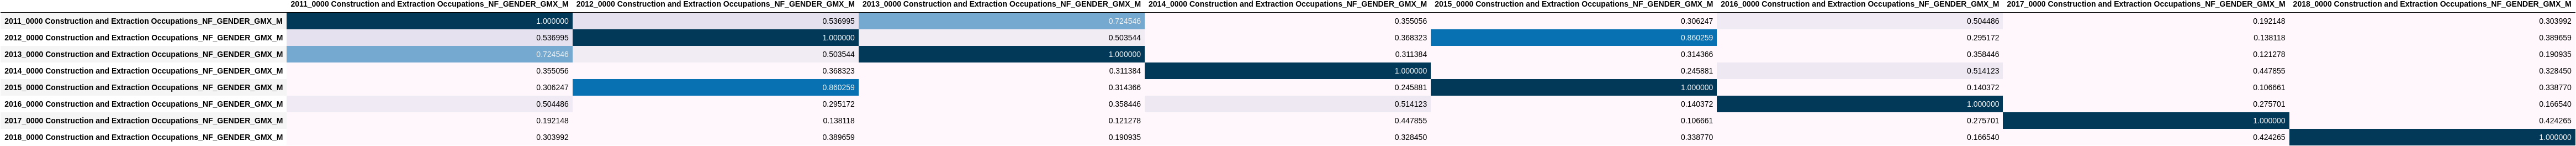 2011_0000 Construction and Extraction Occupations_NF_GENDER_GMX_M 2012_0000 Construction and Extraction Occupations_NF_GENDER_GMX_M 2013_0000 Construction and Extraction Occupations_NF_GENDER_GMX_M 2014_0000 Construction and Extraction Occupations_NF_GENDER_GMX_M 2015_0000 Construction and Extraction Occupations_NF_GENDER_GMX_M 2016_0000 Construction and Extraction Occupations_NF_GENDER_GMX_M 2017_0000 Construction and Extraction Occupations_NF_GENDER_GMX_M 2018_0000 Construction and Extraction Occupations_NF_GENDER_GMX_M
2011_0000 Construction and Extraction Occupations_NF_GENDER_GMX_M 1.000000 0.536995 0.724546 0.355056 0.306247 0.504486 0.192148 0.303992
2012_0000 Construction and Extraction Occupations_NF_GENDER_GMX_M 0.536995 1.000000 0.503544 0.368323 0.860259 0.295172 0.138118 0.389659
2013_0000 Construction and Extraction Occupations_NF_GENDER_GMX_M 0.724546 0.503544 1.000000 0.311384 0.314366 0.358446 0.121278 0.190935
2014_0000 Construction and Extraction Occupations_NF_GENDER_GMX_M 0.355056 0.368323 0.311384 1.000000 0.245881 0.514123 0.447855 0.328450
2015_0000 Construction and Extraction Occupations_NF_GENDER_GMX_M 0.306247 0.860259 0.314366 0.245881 1.000000 0.140372 0.106661 0.338770
2016_0000 Construction and Extraction Occupations_NF_GENDER_GMX_M 0.504486 0.295172 0.358446 0.514123 0.140372 1.000000 0.275701 0.166540
2017_0000 Construction and Extraction Occupations_NF_GENDER_GMX_M 0.192148 0.138118 0.121278 0.447855 0.106661 0.275701 1.000000 0.424265
2018_0000 Construction and Extraction Occupations_NF_GENDER_GMX_M 0.303992 0.389659 0.190935 0.328450 0.338770 0.166540 0.424265 1.000000